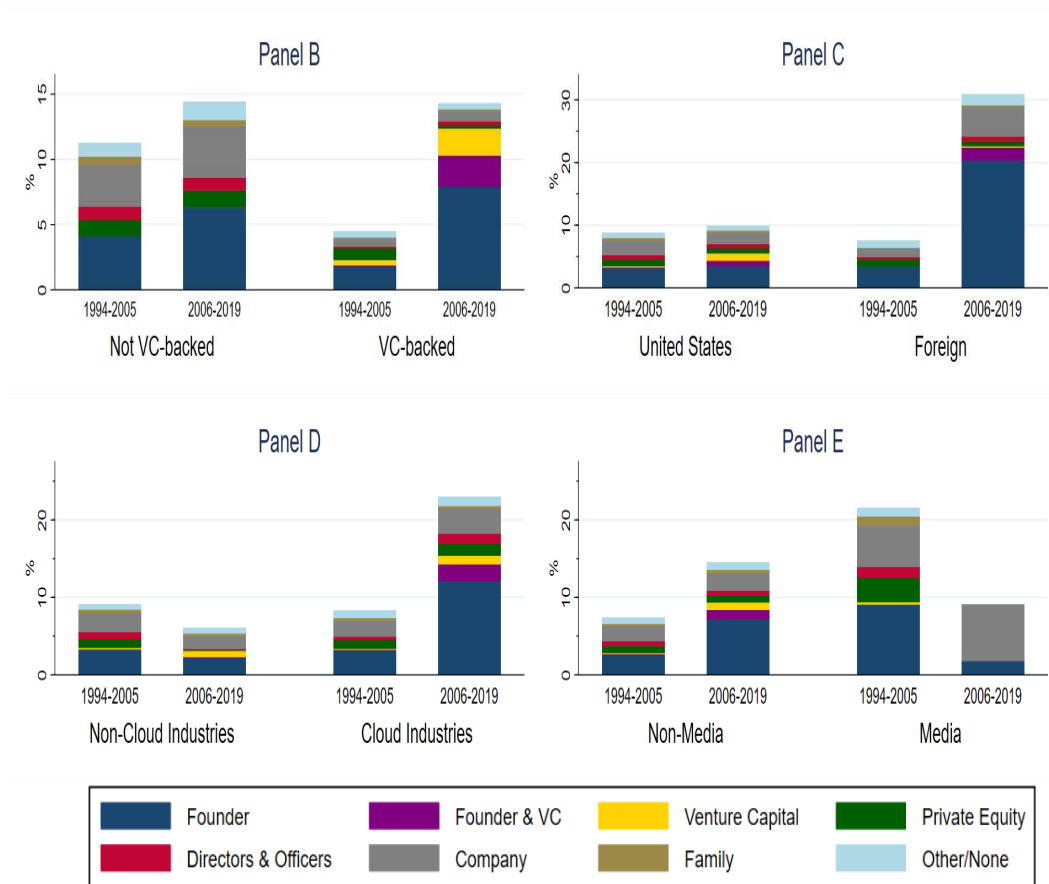 Panel B
15
10
5
0
%
1994-2005 2006-2019 1994-2005 2006-2019
Not VC-backed VC-backed
Panel C
30
20
10
0
%
1994-2005 2006-2019 1994-2005 2006-2019
United States Foreign
Panel D
20
10
0
%
1994-2005 2006-2019 1994-2005 2006-2019
Non-Cloud Industries Cloud Industries
Panel E
20
10
0
%
1994-2005 2006-2019 1994-2005 2006-2019
Non-Media Media
Founder Founder & VC Venture Capital Private Equity
Directors & Officers Company Family Other/None